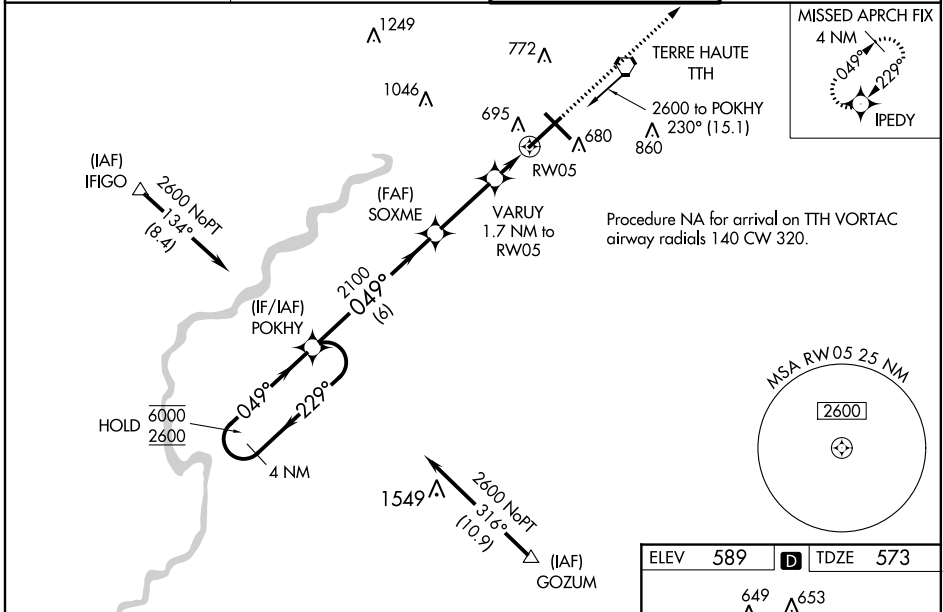 1249
772
1046
695
680
860
TERRE HAUTE
TTH
2600 to POKHY
230° (15.1)
MISSED APRCH FIX
4 NM
049°
229°
IPEDY
RW05
(IAF)
IFIGO
2600 NoPT
134°
(8.4)
(FAF)
SOXME
VARUY
1.7 NM to
RW05
Procedure NA for arrival on TTH VORTAC
airway radials 140 CW 320.
2100
049°
(6)
(IF/IAF)
POKHY
049°
229°
HOLD
6000
2600
4 NM
MSA RW05 25 NM
2600
1549
2600 NoPT
316°
(10.9)
(IAF)
GOZUM
ELEV 589 D TDZE 573
649
653